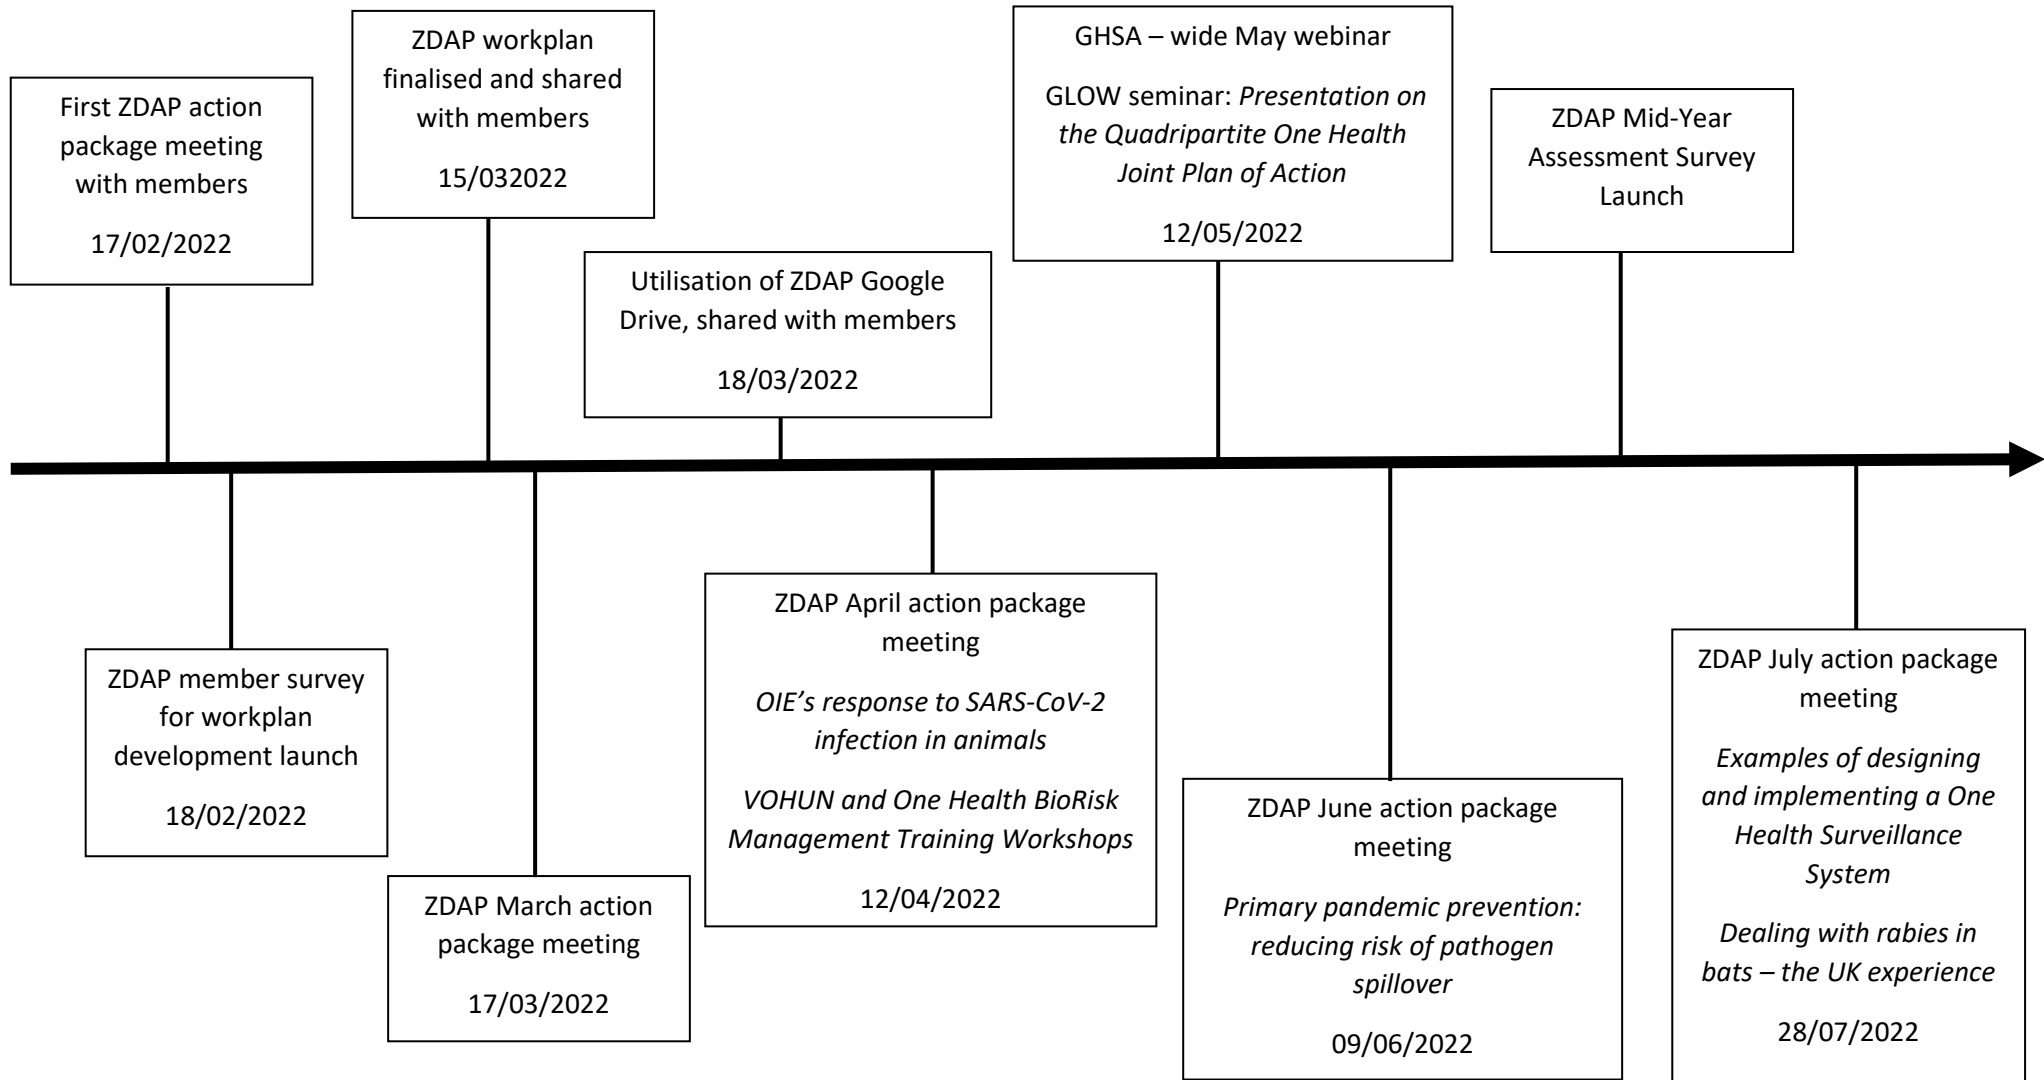 First ZDAP action
package meeting
with members
17/02/2022
ZDAP workplan
finalised and shared
with members
15/032022
Utilisation of ZDAP Google
Drive, shared with members
18/03/2022
GHSA – wide May webinar
GLOW seminar: Presentation on
the Quadripartite One Health
Joint Plan of Action
12/05/2022
ZDAP Mid-Year
Assessment Survey
Launch
ZDAP member survey
for workplan
development launch
18/02/2022
ZDAP March action
package meeting
17/03/2022
ZDAP April action package
meeting
OIE’s response to SARS-CoV-2
infection in animals
VOHUN and One Health BioRisk
Management Training Workshops
12/04/2022
ZDAP June action package
meeting
Primary pandemic prevention:
reducing risk of pathogen
spillover
09/06/2022
ZDAP July action package
meeting
Examples of designing
and implementing a One
Health Surveillance
System
Dealing with rabies in
bats – the UK experience
28/07/2022